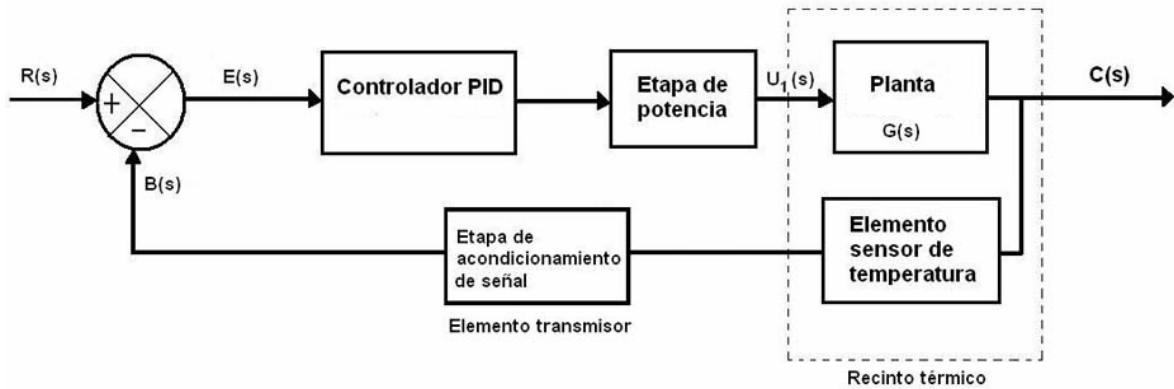 R(s)
+
-
E(s)
Controlador PID
Etapa de
potencia
U1(s)
Planta
G(s)
C(s)
B(s)
Etapa de
acondicionamiento
de señal
Elemento transmisor
Elemento
sensor de
temperatura
Recinto térmico